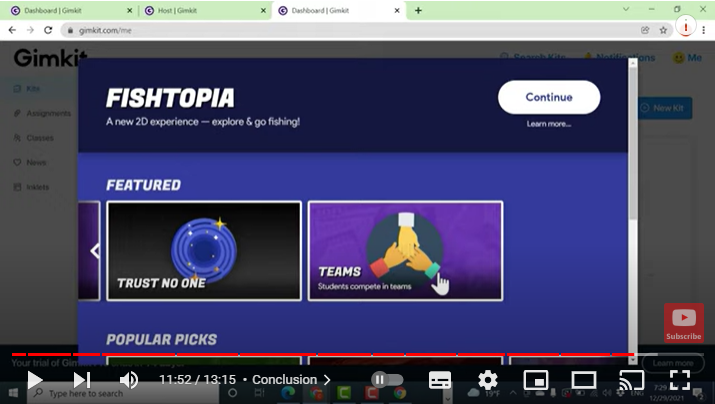 Dashboard | Gimkit
Host | Gimkit
Dashboard | Gimkit
gimkit.com/me
Gimkit
Search Kits
Notifications
Me
Kits
Assignments
Classes
News
Inklets
New Kit
FISHTOPIA
A new 2D experience — explore & go fishing!
Continue
Learn more...
FEATURED
TRUST NO ONE
TEAMS
Students compete in teams
POPULAR PICKS
Subscribe
Your trial of Gim
Learn more
11:52 / 13:15 • Conclusion
Type here to search
19°F
ENG
7:29
12/29/2021